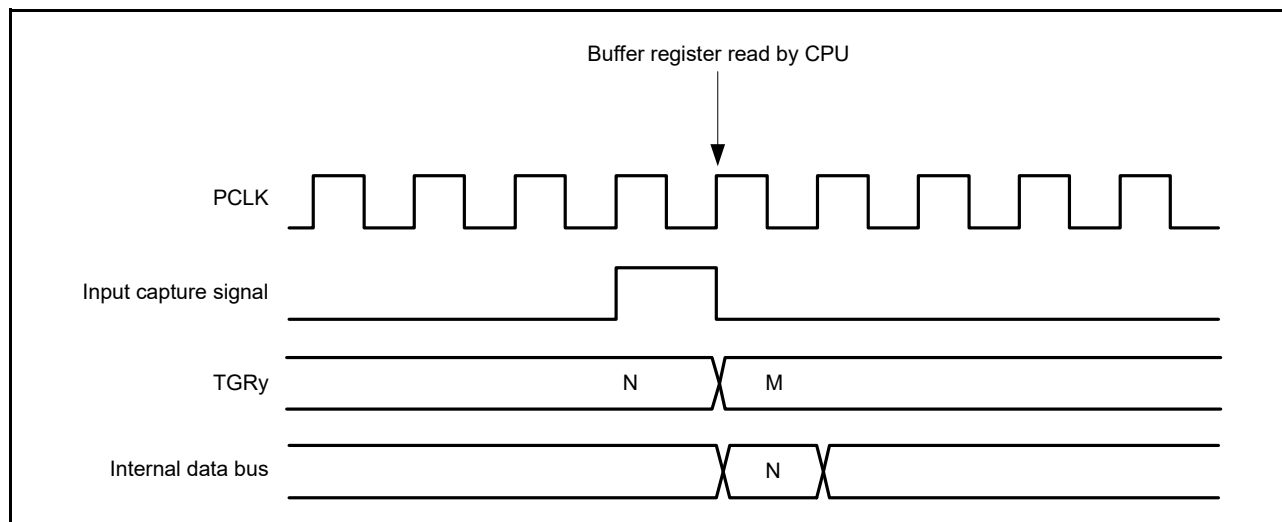 Buffer register read by CPU
PCLK
Input capture signal
TGRy
N
M
Internal data bus
N